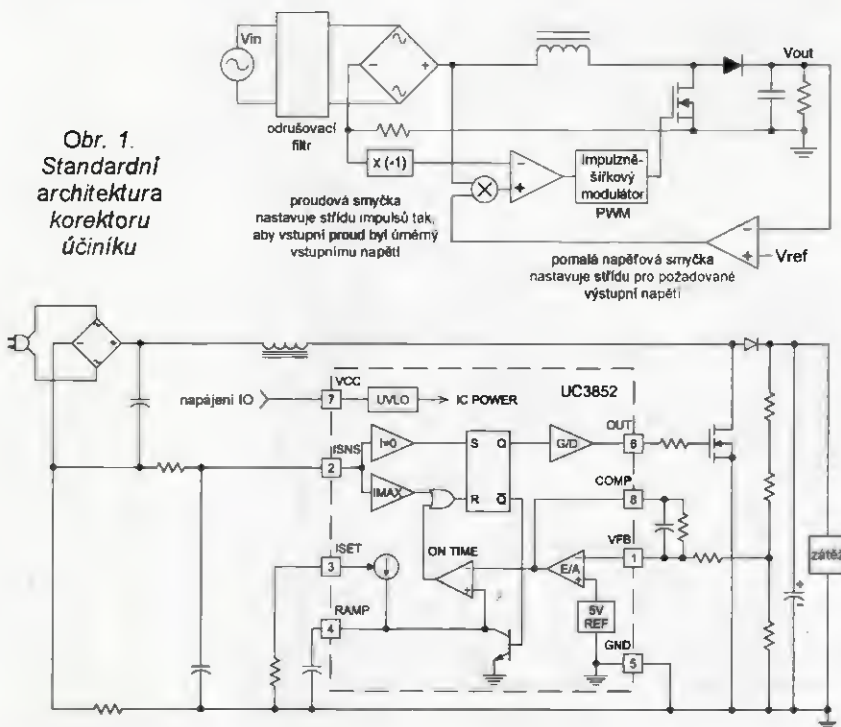 Vin
Vout
odrušovací
filtr
Obr. 1.
Standardní
architektura
korektoru
účiníku
x (-1)
impulzně-
šířkový
modulátor
PWM
proudová smyčka
nastavuje střídu impulsů tak,
aby vstupní proud byl úměrný
vstupnímu napětí
Vref
pomalá napěťová smyčka
nastavuje střídu pro požadované
výstupní napětí
napájení IO
7
VCC
UVLO
IC POWER
UC3852
OUT
6
ISNS
2
I=0
S
Q
G/D
IMAX
R
Q̅
COMP
8
ISET
3
ON TIME
VFB
1
E/A
zátěž
RAMP
4
5V
REF
GND
5